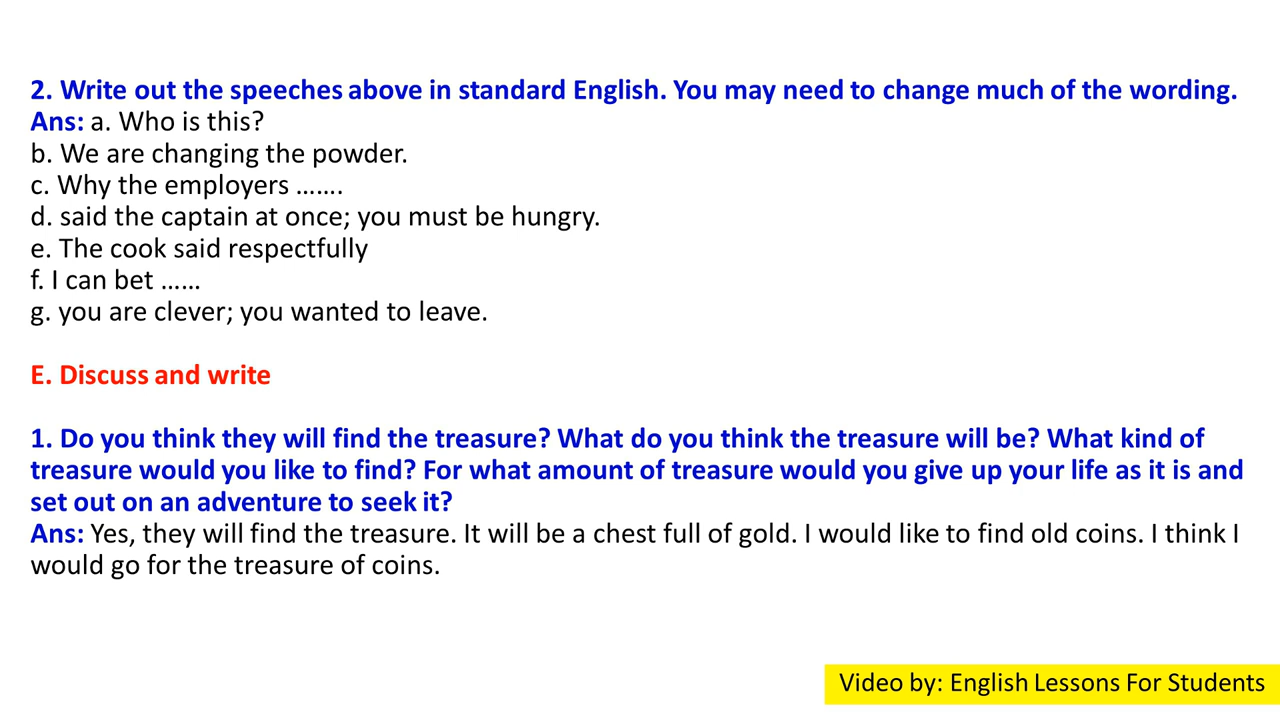 2. Write out the speeches above in standard English. You may need to change much of the wording.
Ans: a. Who is this?
b. We are changing the powder.
c. Why the employers …….
d. said the captain at once; you must be hungry.
e. The cook said respectfully
f. I can bet ……
g. you are clever; you wanted to leave.
E. Discuss and write
1. Do you think they will find the treasure? What do you think the treasure will be? What kind of
treasure would you like to find? For what amount of treasure would you give up your life as it is and
set out on an adventure to seek it?
Ans: Yes, they will find the treasure. It will be a chest full of gold. I would like to find old coins. I think I
would go for the treasure of coins.
Video by: English Lessons For Students